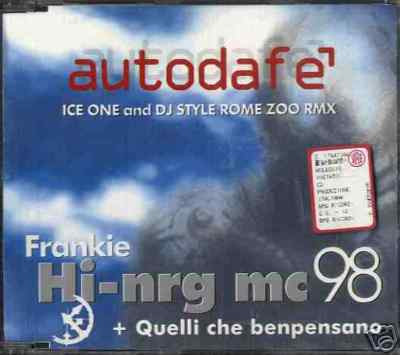 autodafe'
ICE ONE and DJ STYLE ROME ZOO RMX
Frankie
Hi-nrg mc 98
+ Quelli che benpensano